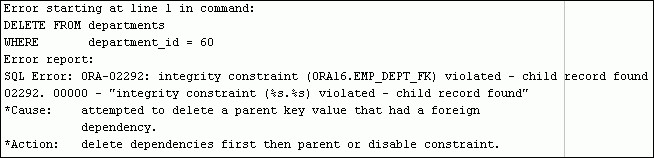 Error starting at line 1 in command:
DELETE FROM departments
WHERE department_id = 60
Error report:
SQL Error: ORA-02292: integrity constraint (ORA16.EMP_DEPT_FK) violated - child record found
02292. 00000 - "integrity constraint (%s.%s) violated - child record found"
*Cause: attempted to delete a parent key value that had a foreign
dependency.
*Action: delete dependencies first then parent or disable constraint.